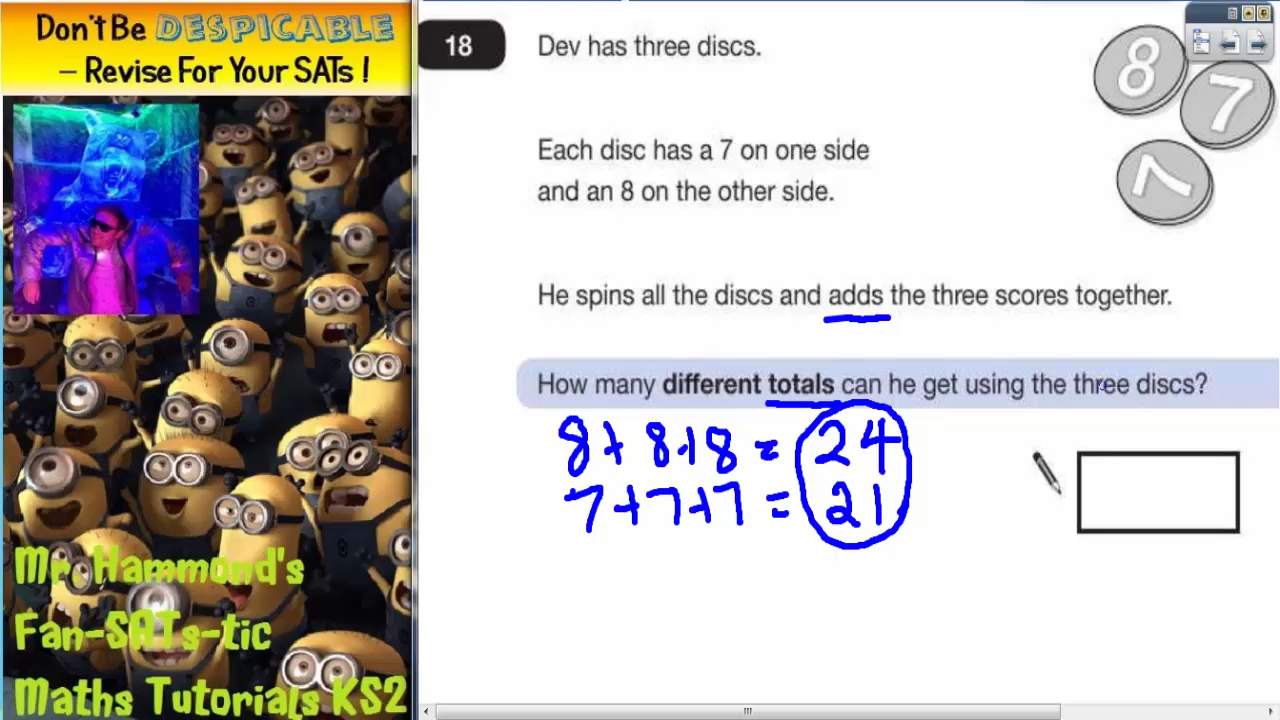 Don't Be DESPICABLE
– Revise For Your SATs !
Mr. Hammond's
Fan-SATs-tic
Maths Tutorials KS2
18
Dev has three discs.
8
7
7
Each disc has a 7 on one side
and an 8 on the other side.
He spins all the discs and adds the three scores together.
How many different totals can he get using the three discs?
8+ 8+8 = 24
7+7+7 = 21